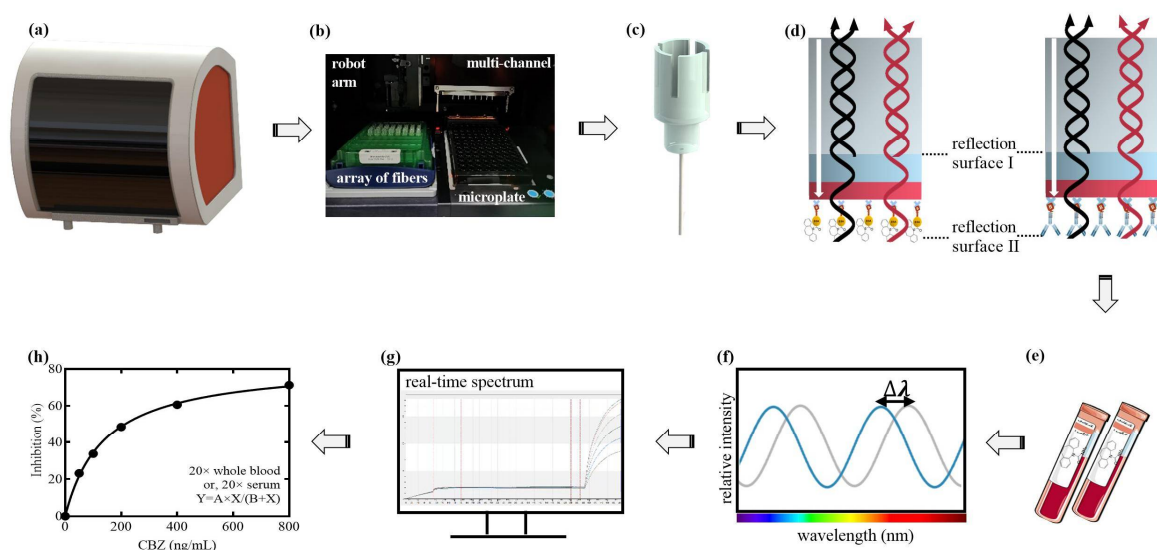 (a)
(b)
robot
arm
multi-channel
array of fibers
microplate
(c)
(d)
reflection
surface I
reflection
surface II
(e)
(f)
Δλ
relative intensity
wavelength (nm)
(g)
real-time spectrum
(h)
80
60
40
20
0
Inhibition (%)
20× whole blood
or, 20× serum
Y=A×X/(B+X)
0 200 400 600 800
CBZ (ng/mL)